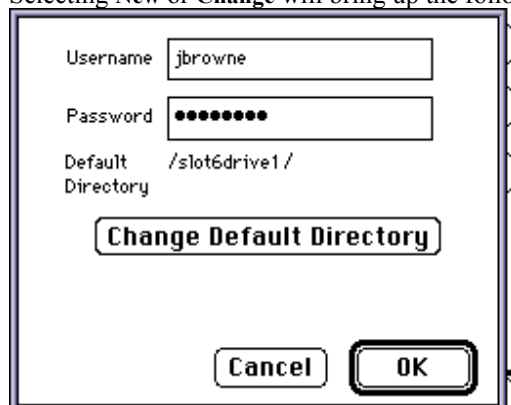 Selecting New or Change will bring up the follo
Username jbrowne
Password ●●●●●●●●
Default /slot6drive1/
Directory
Change Default Directory
Cancel OK